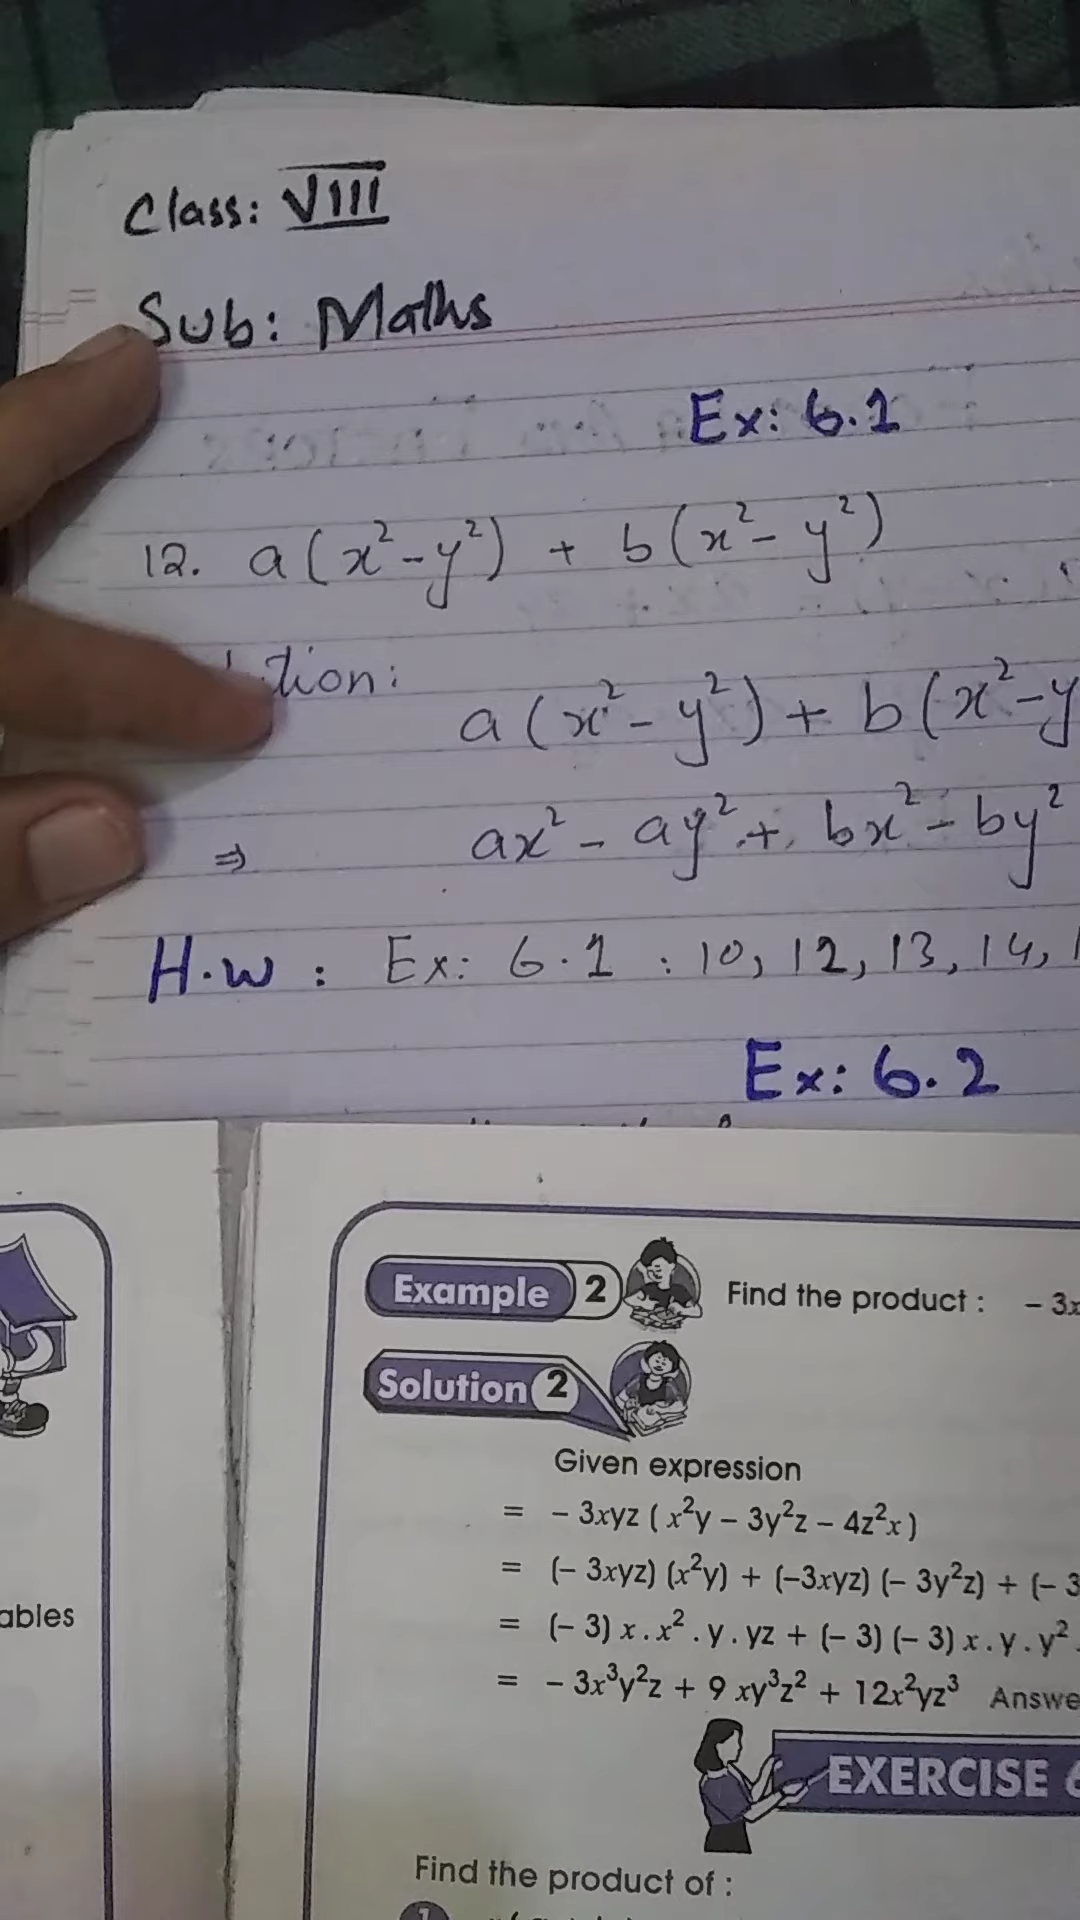 Class: VIII
Sub: Maths
Ex: 6.1
12. a(x²-y²) + b(x²-y²)
tion:
a(x²-y²) + b(x²-y
⇒ ax² - ay² + bx² - by²
H.w : Ex: 6.1 : 10, 12, 13, 14,
Ex: 6.2
Example 2 Find the product : - 3x
Solution 2
Given expression
= - 3xyz ( x²y - 3y²z - 4z²x )
= (- 3xyz) (x²y) + (-3xyz) (- 3y²z) + (- 3
ables
= (- 3) x . x² . y . yz + (- 3) (- 3) x . y . y² .
= - 3x³y²z + 9 xy³z² + 12x²yz³ Answe
EXERCISE 6
Find the product of :
1